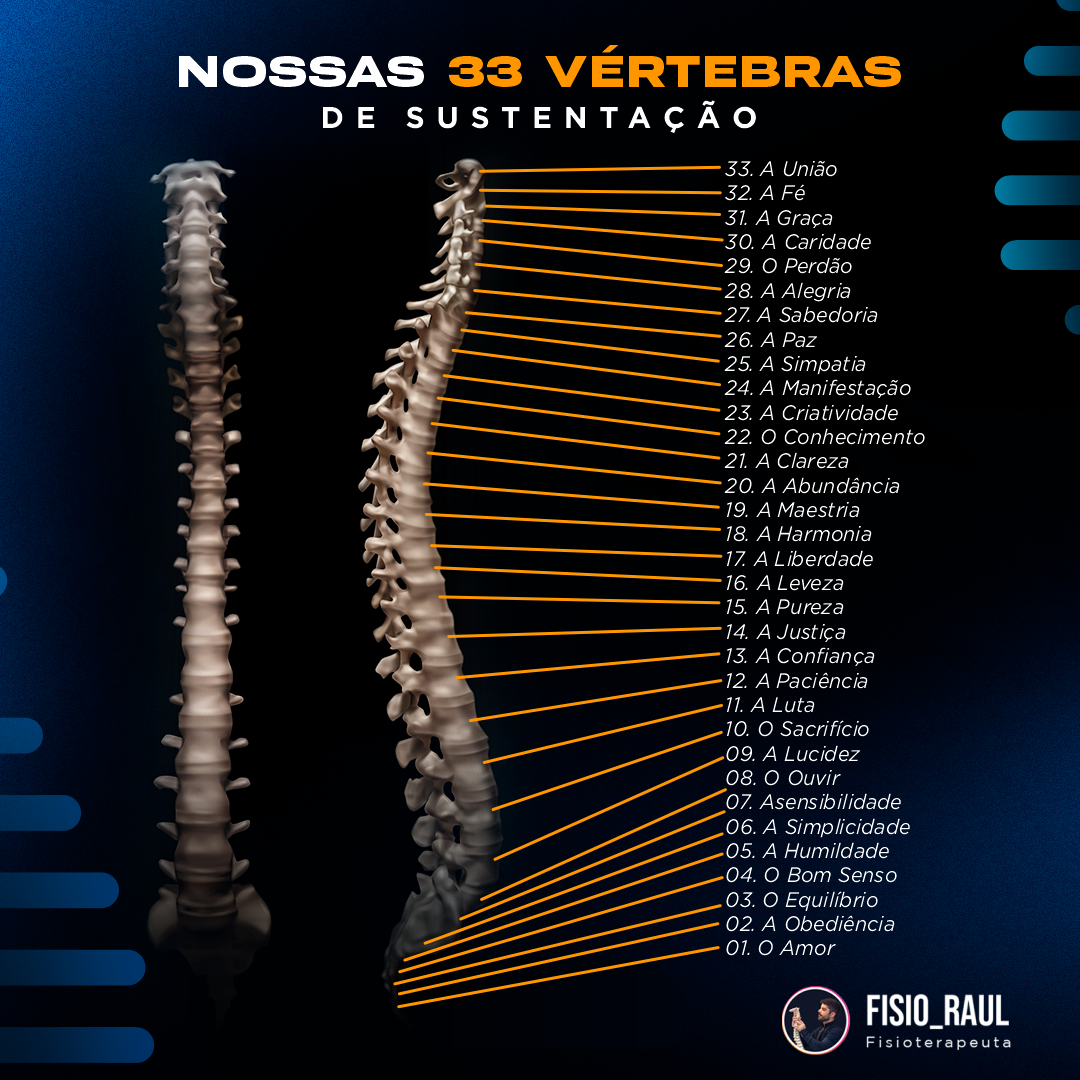 NOSSAS 33 VÉRTEBRAS
DE SUSTENTAÇÃO
33. A União
32. A Fé
31. A Graça
30. A Caridade
29. O Perdão
28. A Alegria
27. A Sabedoria
26. A Paz
25. A Simpatia
24. A Manifestação
23. A Criatividade
22. O Conhecimento
21. A Clareza
20. A Abundância
19. A Maestria
18. A Harmonia
17. A Liberdade
16. A Leveza
15. A Pureza
14. A Justiça
13. A Confiança
12. A Paciência
11. A Luta
10. O Sacrifício
09. A Lucidez
08. O Ouvir
07. Asensibilidade
06. A Simplicidade
05. A Humildade
04. O Bom Senso
03. O Equilíbrio
02. A Obediência
01. O Amor
FISIO_RAUL
Fisioterapeuta